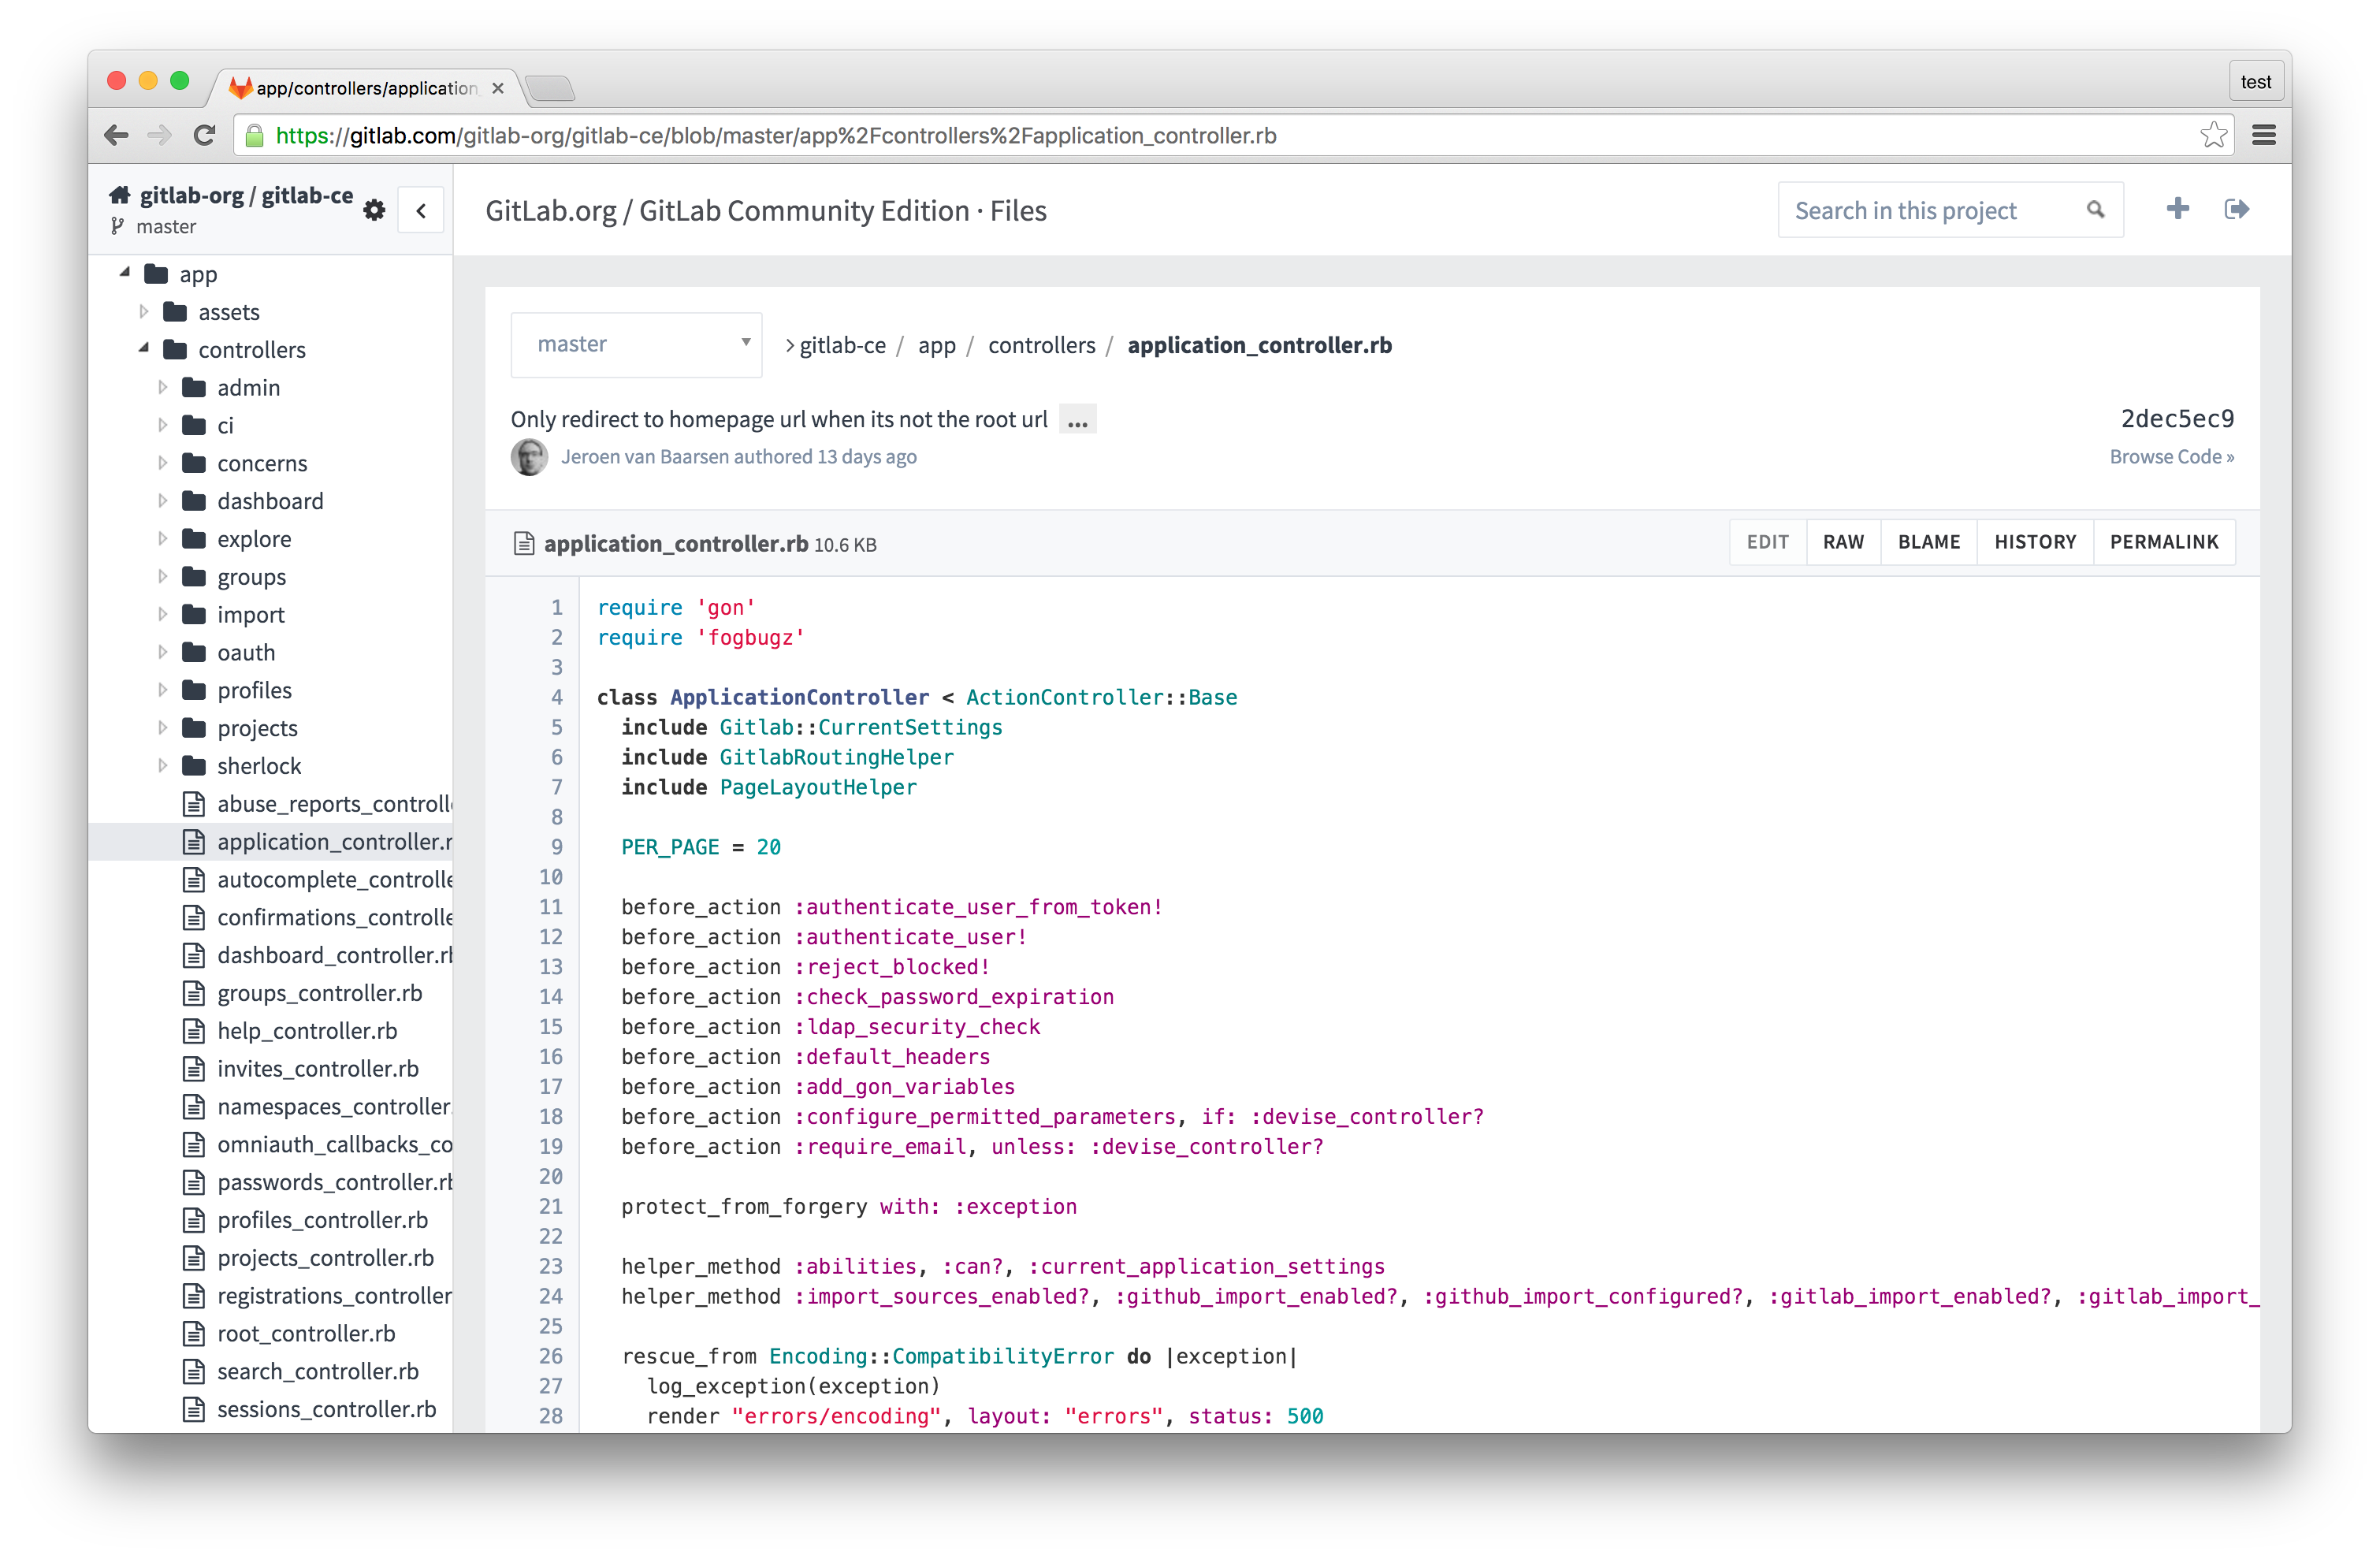 app/controllers/application_
test
https://gitlab.com/gitlab-org/gitlab-ce/blob/master/app%2Fcontrollers%2Fapplication_controller.rb
gitlab-org / gitlab-ce
master
GitLab.org / GitLab Community Edition · Files
Search in this project
app
assets
controllers
admin
ci
concerns
dashboard
explore
groups
import
oauth
profiles
projects
sherlock
abuse_reports_controlle
application_controller.r
autocomplete_controlle
confirmations_controlle
dashboard_controller.rb
groups_controller.rb
help_controller.rb
invites_controller.rb
namespaces_controller.
omniauth_callbacks_co
passwords_controller.rb
profiles_controller.rb
projects_controller.rb
registrations_controller
root_controller.rb
search_controller.rb
sessions_controller.rb
master
> gitlab-ce / app / controllers / application_controller.rb
Only redirect to homepage url when its not the root url ...
2dec5ec9
Jeroen van Baarsen authored 13 days ago
Browse Code »
application_controller.rb 10.6 KB
EDIT RAW BLAME HISTORY PERMALINK
1 require 'gon'
2 require 'fogbugz'
3
4 class ApplicationController < ActionController::Base
5 include Gitlab::CurrentSettings
6 include GitlabRoutingHelper
7 include PageLayoutHelper
8
9 PER_PAGE = 20
10
11 before_action :authenticate_user_from_token!
12 before_action :authenticate_user!
13 before_action :reject_blocked!
14 before_action :check_password_expiration
15 before_action :ldap_security_check
16 before_action :default_headers
17 before_action :add_gon_variables
18 before_action :configure_permitted_parameters, if: :devise_controller?
19 before_action :require_email, unless: :devise_controller?
20
21 protect_from_forgery with: :exception
22
23 helper_method :abilities, :can?, :current_application_settings
24 helper_method :import_sources_enabled?, :github_import_enabled?, :github_import_configured?, :gitlab_import_enabled?, :gitlab_import_
25
26 rescue_from Encoding::CompatibilityError do |exception|
27 log_exception(exception)
28 render "errors/encoding", layout: "errors", status: 500